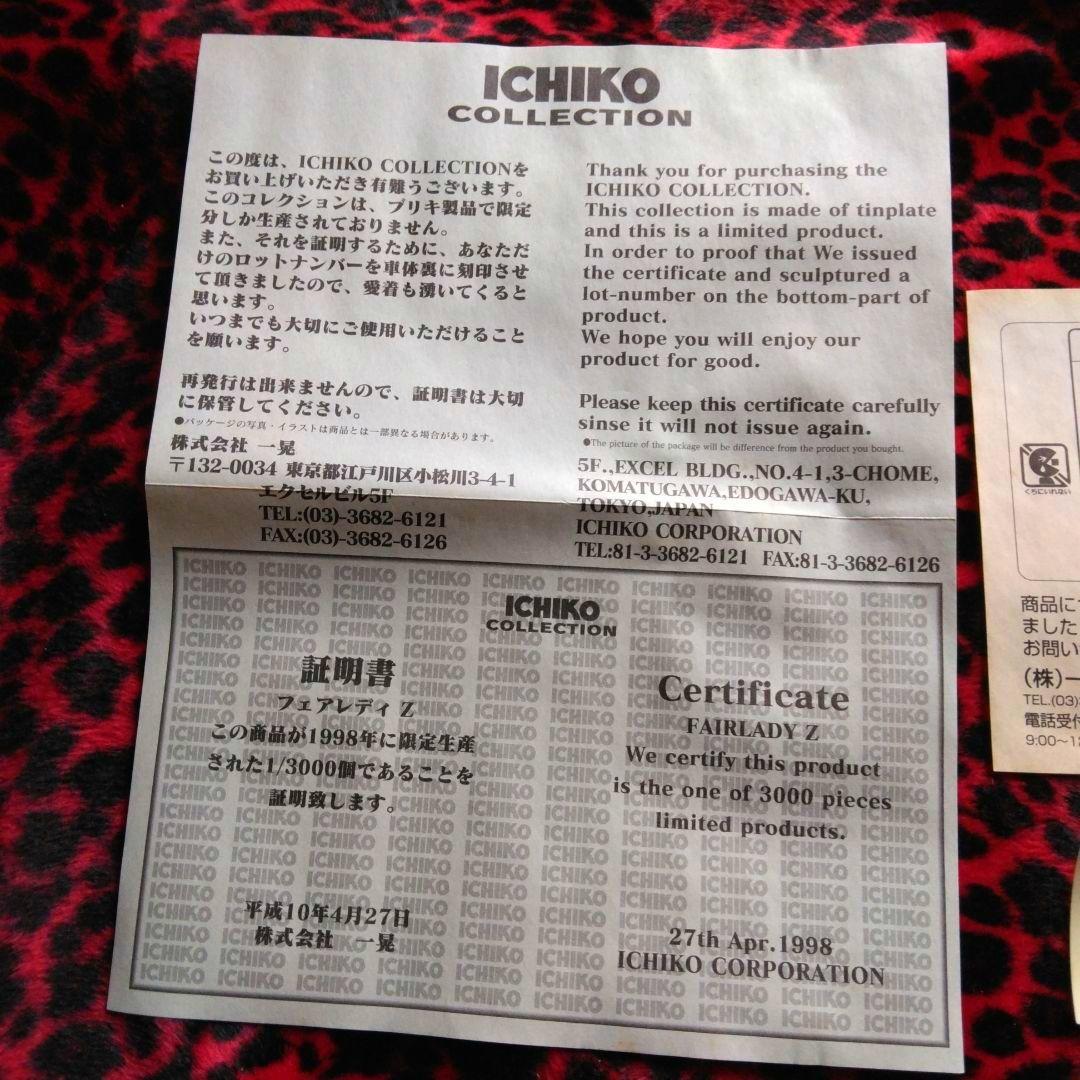 ICHIKO
COLLECTION
この度は、ICHIKO COLLECTIONを
お買い上げいただき有難うございます。
このコレクションは、ブリキ製品で限定
分しか生産されておりません。
また、それを証明するために、あなただ
けのロットナンバーを車体裏に刻印させ
て頂きましたので、愛着も湧いてくると
思います。
いつまでも大切にご使用いただけること
を願います。
再発行は出来ませんので、証明書は大切
に保管してください。
●パッケージの写真・イラストは商品とは一部異なる場合があります。
株式会社 一晃
〒132-0034 東京都江戸川区小松川3-4-1
エクセルビル5F
TEL:(03)-3682-6121
FAX:(03)-3682-6126
Thank you for purchasing the
ICHIKO COLLECTION.
This collection is made of tinplate
and this is a limited product.
In order to proof that We issued
the certificate and sculptured a
lot-number on the bottom-part of
product.
We hope you will enjoy our
product for good.
Please keep this certificate carefully
sinse it will not issue again.
●The picture of the package will be difference from the product you bought.
5F.,EXCEL BLDG.,NO.4-1,3-CHOME,
KOMATUGAWA,EDOGAWA-KU,
TOKYO,JAPAN
ICHIKO CORPORATION
TEL:81-3-3682-6121 FAX:81-3-3682-6126
ICHIKO
COLLECTION
証明書
フェアレディ Z
この商品が1998年に限定生産
された1/3000個であることを
証明致します。
平成10年4月27日
株式会社 一晃
Certificate
FAIRLADY Z
We certify this product
is the one of 3000 pieces
limited products.
27th Apr.1998
ICHIKO CORPORATION
くちにいれない
商品に
ました
お問い
(株)一
TEL.(03)
電話受付
9:00～1